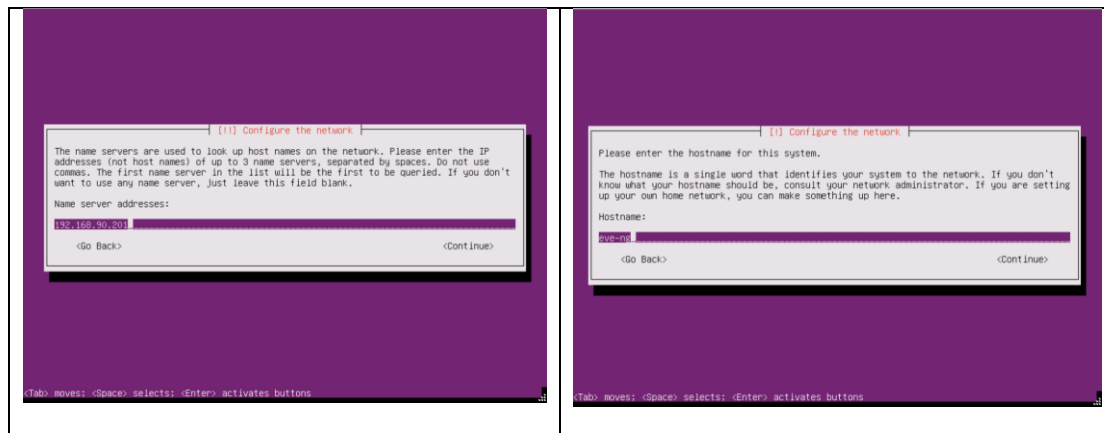 [!!] Configure the network
The name servers are used to look up host names on the network. Please enter the IP
addresses (not host names) of up to 3 name servers, separated by spaces. Do not use
commas. The first name server in the list will be the first to be queried. If you don't
want to use any name server, just leave this field blank.
Name server addresses:
192.168.90.201
<Go Back> <Continue>
<Tab> moves; <Space> selects; <Enter> activates buttons
[!] Configure the network
Please enter the hostname for this system.
The hostname is a single word that identifies your system to the network. If you don't
know what your hostname should be, consult your network administrator. If you are setting
up your own home network, you can make something up here.
Hostname:
eve-ng
<Go Back> <Continue>
<Tab> moves; <Space> selects; <Enter> activates buttons